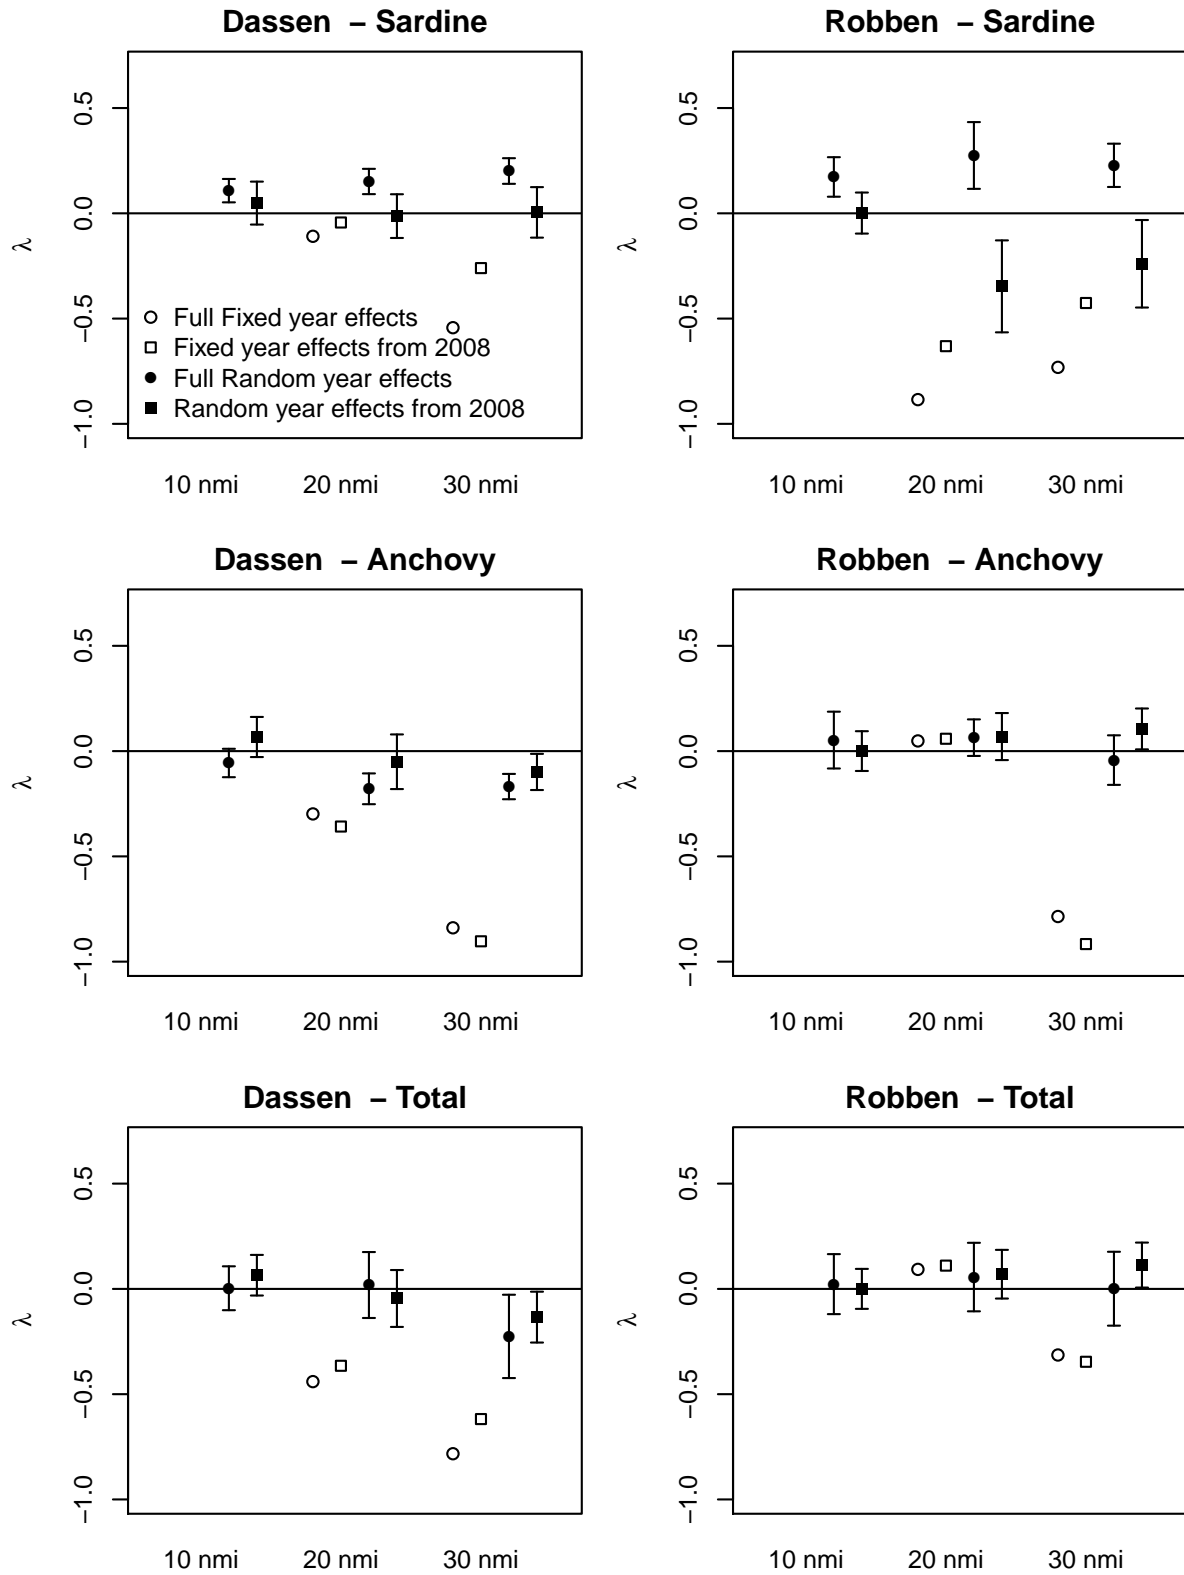 Dassen – Sardine
Robben – Sardine
0.5
0.0
−0.5
−1.0
λ
Full Fixed year effects
Fixed year effects from 2008
Full Random year effects
Random year effects from 2008
10 nmi 20 nmi 30 nmi
0.5
0.0
−0.5
−1.0
λ
10 nmi 20 nmi 30 nmi
Dassen – Anchovy
Robben – Anchovy
0.5
0.0
−0.5
−1.0
λ
10 nmi 20 nmi 30 nmi
0.5
0.0
−0.5
−1.0
λ
10 nmi 20 nmi 30 nmi
Dassen – Total
Robben – Total
0.5
0.0
−0.5
−1.0
λ
10 nmi 20 nmi 30 nmi
0.5
0.0
−0.5
−1.0
λ
10 nmi 20 nmi 30 nmi